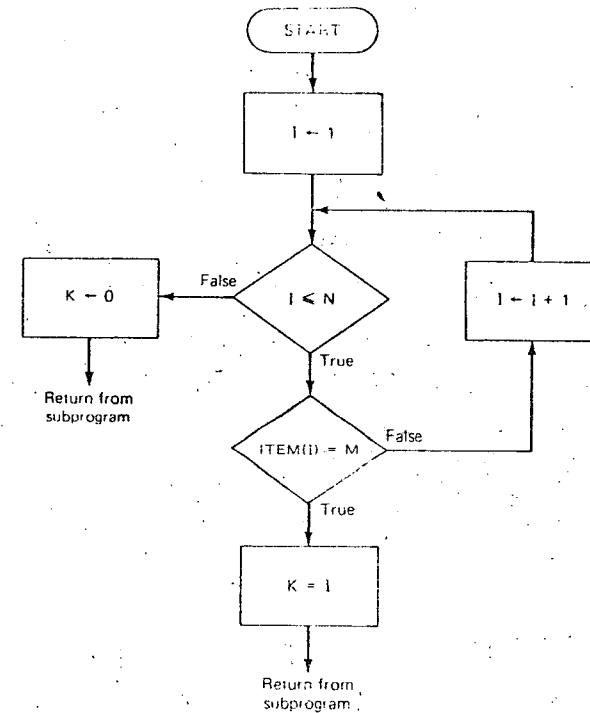 START
I ← 1
I ≤ N
False
K ← 0
Return from
subprogram
I ← I + 1
True
ITEM(I) = M
False
True
K = I
Return from
subprogram